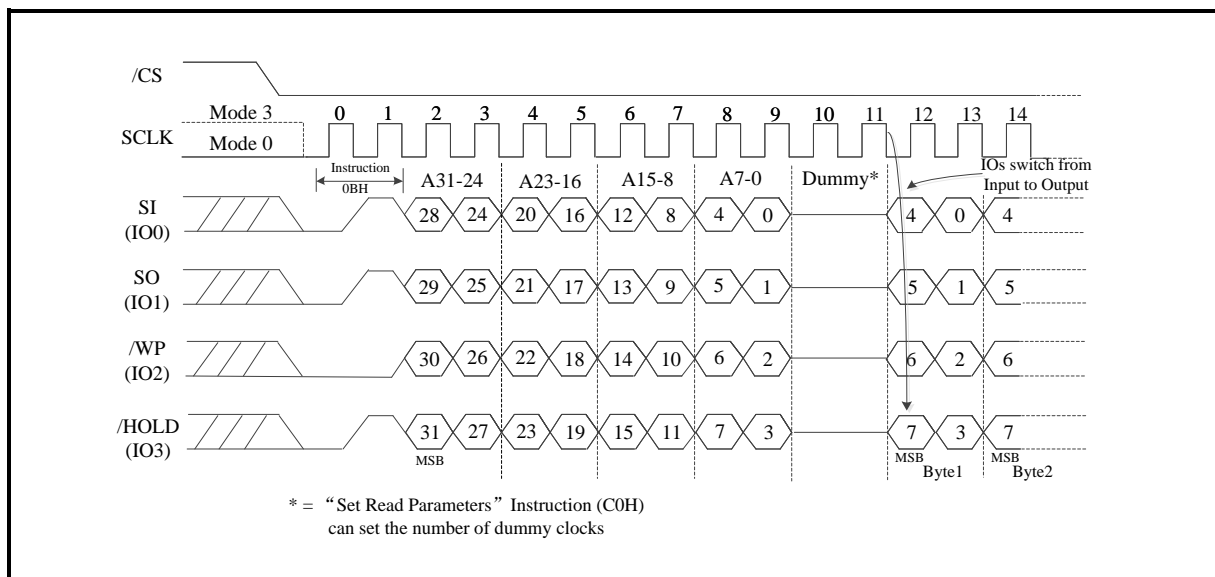 /CS
Mode 3
0 1 2 3 4 5 6 7 8 9 10 11 12 13 14
SCLK
Mode 0
Instruction
0BH
A31-24 A23-16 A15-8 A7-0 Dummy*
IOs switch from
Input to Output
SI
(IO0)
28 24 20 16 12 8 4 0 4 0 4
SO
(IO1)
29 25 21 17 13 9 5 1 5 1 5
/WP
(IO2)
30 26 22 18 14 10 6 2 6 2 6
/HOLD
(IO3)
31 27 23 19 15 11 7 3 7 3 7
MSB MSB MSB
Byte1 Byte2
* = “Set Read Parameters” Instruction (C0H)
can set the number of dummy clocks